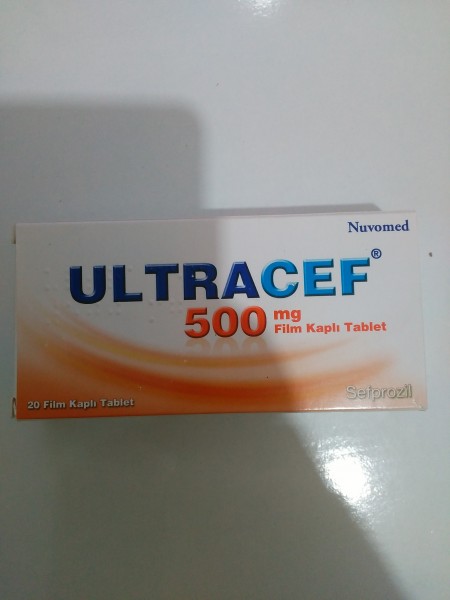 Nuvomed
ULTRACEF®
500 mg
Film Kaplı Tablet
20 Film Kaplı Tablet
Sefprozil